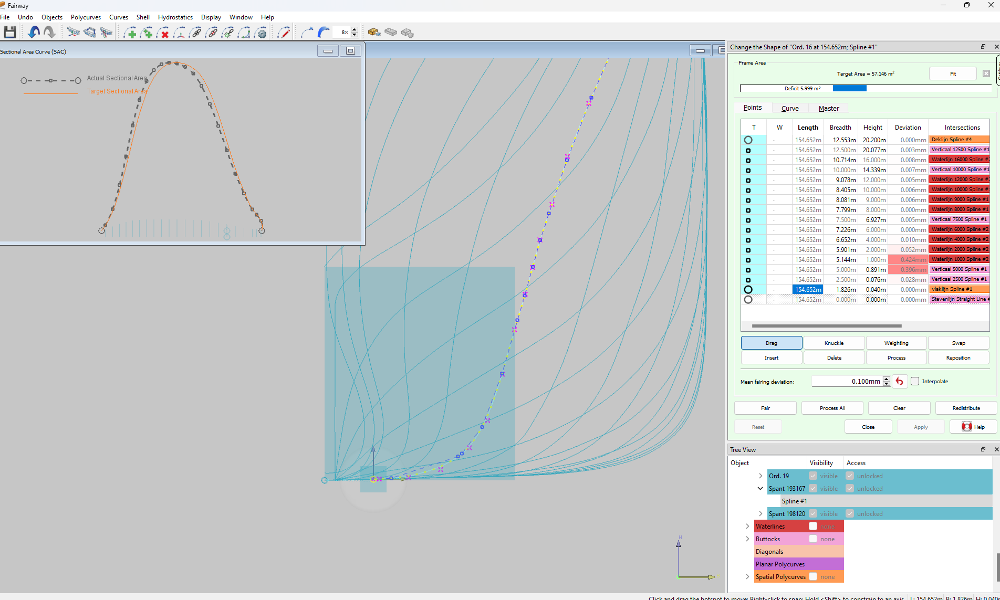 Fairway
File Undo Objects Polycurves Curves Shell Hydrostatics Display Window Help
8×
Sectional Area Curve (SAC)
Actual Sectional Area
Target Sectional Area
Change the Shape of "Ord. 16 at 154.652m; Spline #1"
Frame Area
Target Area = 57.146 m²
Fit
Deficit 5.999 m²
Points Curve Master
T W Length Breadth Height Deviation Intersections
154.652m 12.553m 20.200m 0.000mm Deklijn Spline #4
154.652m 12.500m 20.077m 0.003mm Verticaal 12500 Spline #1
154.652m 10.714m 16.000m 0.008mm Waterlijn 16000 Spline
154.652m 10.000m 14.339m 0.007mm Verticaal 10000 Spline #1
154.652m 9.078m 12.000m 0.005mm Waterlijn 12000 Spline
154.652m 8.405m 10.000m 0.006mm Waterlijn 10000 Spline
154.652m 8.081m 9.000m 0.006mm Waterlijn 9000 Spline #1
154.652m 7.799m 8.000m 0.000mm Waterlijn 8000 Spline #1
154.652m 7.500m 6.927m 0.005mm Verticaal 7500 Spline #1
154.652m 7.226m 6.000m 0.000mm Waterlijn 6000 Spline #2
154.652m 6.652m 4.000m 0.010mm Waterlijn 4000 Spline #2
154.652m 5.901m 2.000m 0.052mm Waterlijn 2000 Spline #2
154.652m 5.144m 1.000m 0.424mm Waterlijn 1000 Spline #2
154.652m 5.000m 0.891m 0.396mm Verticaal 5000 Spline #1
154.652m 2.500m 0.076m 0.028mm Verticaal 2500 Spline #1
154.652m 1.826m 0.040m 0.000mm vlaklijn Spline #1
154.652m 0.000m 0.000m 0.000mm Stevenlijn Straight Line #
Drag Knuckle Weighting Swap
Insert Delete Process Reposition
Mean fairing deviation: 0.100mm Interpolate
Fair Process All Clear Redistribute
Reset Close Apply Help
Tree View
Object Visibility Access
Ord. 19 visible unlocked
Spant 193167 visible unlocked
Spline #1
Spant 198120 visible unlocked
Waterlines none
Buttocks none
Diagonals
Planar Polycurves
Spatial Polycurves none
H
Click and drag the hotspot to move; Right-click to snap; Hold <Shift> to constrain to an axis. L: 154.652m B: 1.826m H: 0.040